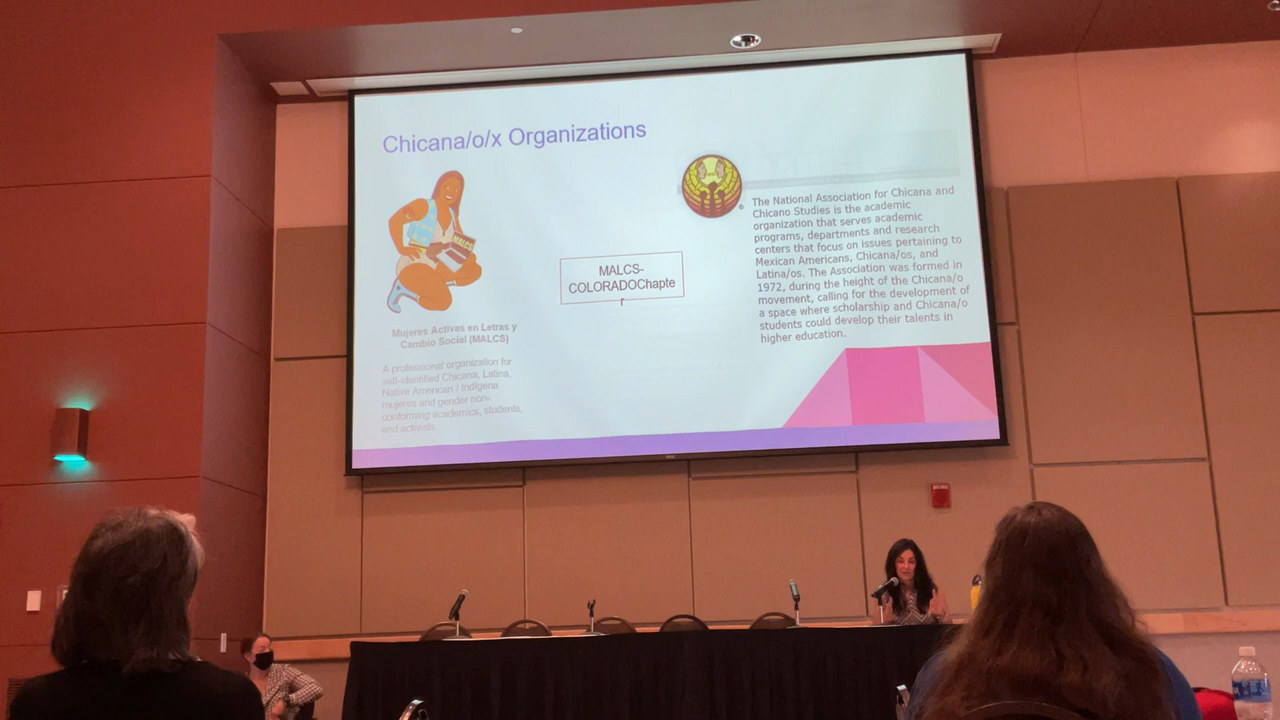 Chicana/o/x Organizations
MALCS
Mujeres Activas en Letras y
Cambio Social (MALCS)
A professional organization for
self-identified Chicana, Latina,
Native American / Indigena
mujeres and gender non-
conforming academics, students,
and activists.
MALCS-
COLORADOChapte
r
®
The National Association for Chicana and
Chicano Studies is the academic
organization that serves academic
programs, departments and research
centers that focus on issues pertaining to
Mexican Americans, Chicana/os, and
Latina/os. The Association was formed in
1972, during the height of the Chicana/o
movement, calling for the development of
a space where scholarship and Chicana/o
students could develop their talents in
higher education.